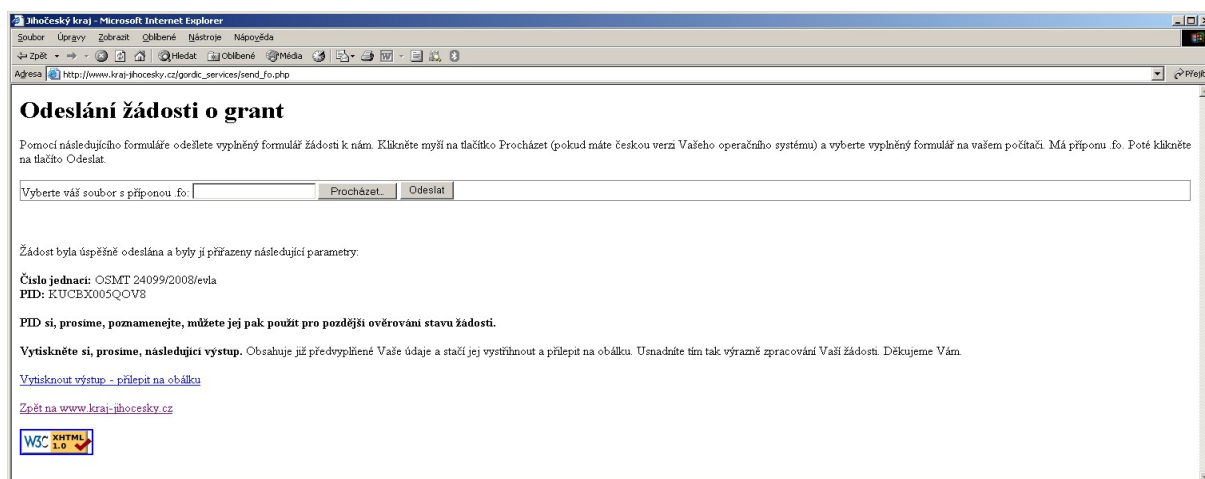 Jihočeský kraj - Microsoft Internet Explorer
Soubor Úpravy Zobrazit Oblíbené Nástroje Nápověda
Zpět Hledat Oblíbené Média
Adresa http://www.kraj-jihocesky.cz/gordic_services/send_fo.php Přejít
Odeslání žádosti o grant
Pomocí následujícího formuláře odešlete vyplněný formulář žádosti k nám. Klikněte myší na tlačítko Procházet (pokud máte českou verzi Vašeho operačního systému) a vyberte vyplněný formulář na vašem počítači. Má příponu .fo. Poté klikněte
na tlačíto Odeslat.
Vyberte váš soubor s příponou .fo: Procházet... Odeslat
Žádost byla úspěšně odeslána a byly jí přiřazeny následující parametry:
Číslo jednací: OSMT 24099/2008/evla
PID: KUCBX005QOV8
PID si, prosíme, poznamenejte, můžete jej pak použít pro pozdější ověřování stavu žádosti.
Vytiskněte si, prosíme, následující výstup. Obsahuje již předvyplňené Vaše údaje a stačí jej vystřihnout a přilepit na obálku. Usnadníte tím tak výrazně zpracování Vaší žádosti. Děkujeme Vám.
Vytisknout výstup - přilepit na obálku
Zpět na www.kraj-jihocesky.cz
W3C XHTML
1.0